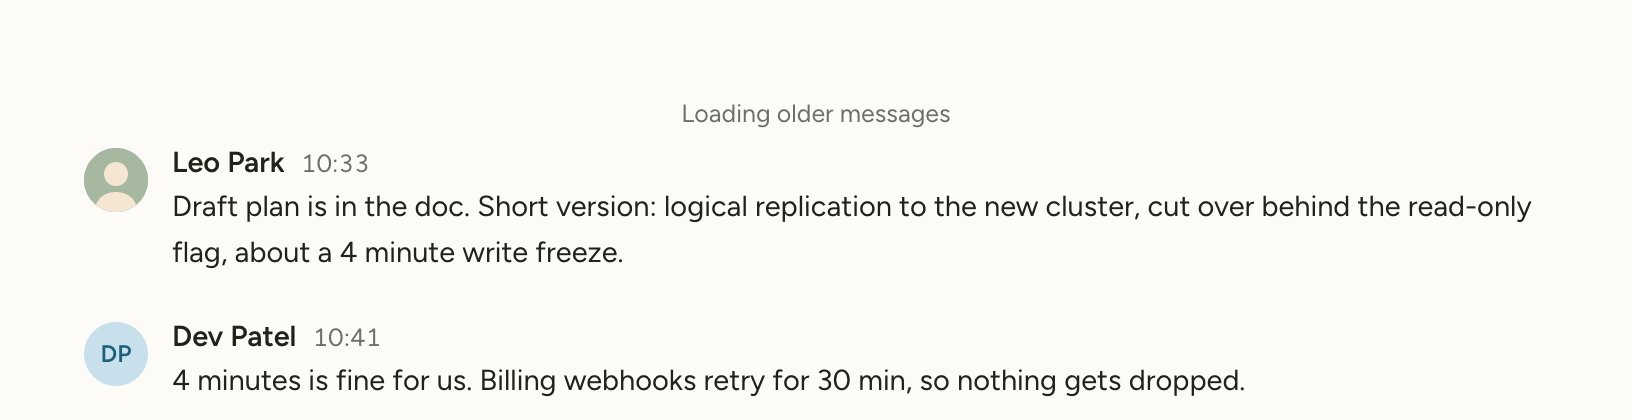 Loading older messages
Leo Park 10:33
Draft plan is in the doc. Short version: logical replication to the new cluster, cut over behind the read-only
flag, about a 4 minute write freeze.
DP
Dev Patel 10:41
4 minutes is fine for us. Billing webhooks retry for 30 min, so nothing gets dropped.